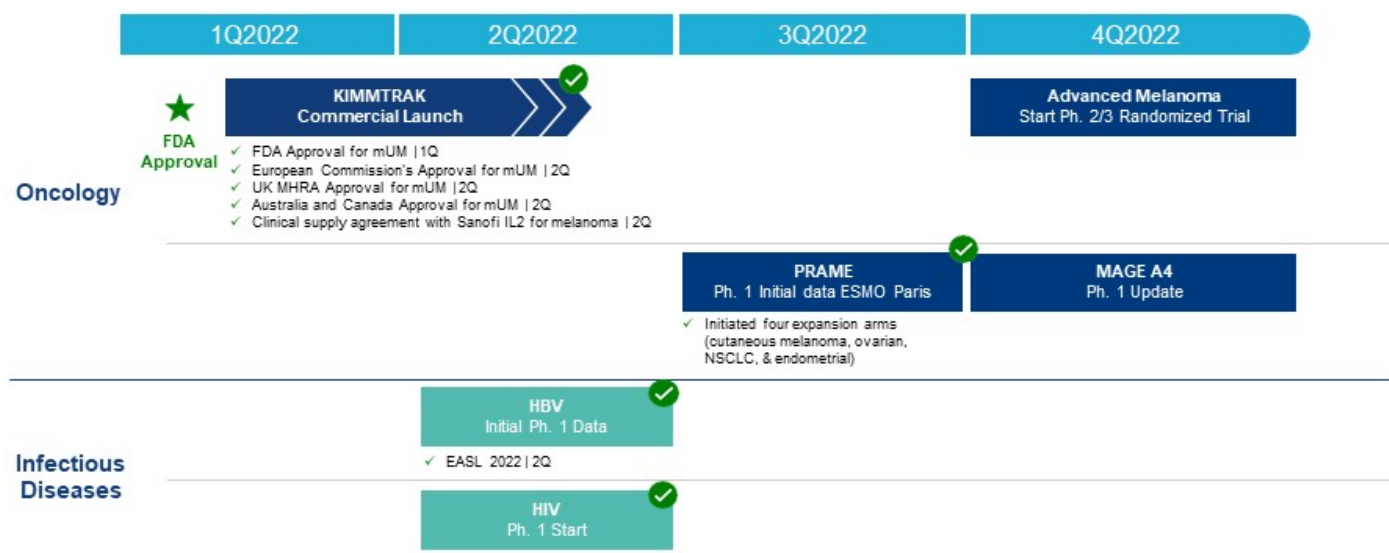 1Q2022
2Q2022
3Q2022
4Q2022
Oncology
FDA
Approval
KIMMTRAK
Commercial Launch
✓ FDA Approval for mUM | 1Q
✓ European Commission's Approval for mUM | 2Q
✓ UK MHRA Approval for mUM | 2Q
✓ Australia and Canada Approval for mUM | 2Q
✓ Clinical supply agreement with Sanofi IL2 for melanoma | 2Q
Advanced Melanoma
Start Ph. 2/3 Randomized Trial
PRAME
Ph. 1 Initial data ESMO Paris
✓ Initiated four expansion arms
(cutaneous melanoma, ovarian,
NSCLC, & endometrial)
MAGE A4
Ph. 1 Update
Infectious
Diseases
HBV
Initial Ph. 1 Data
✓ EASL 2022 | 2Q
HIV
Ph. 1 Start